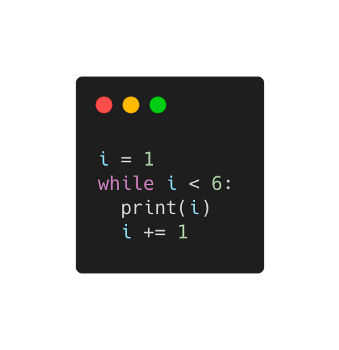 i = 1
while i < 6:
  print(i)
  i += 1